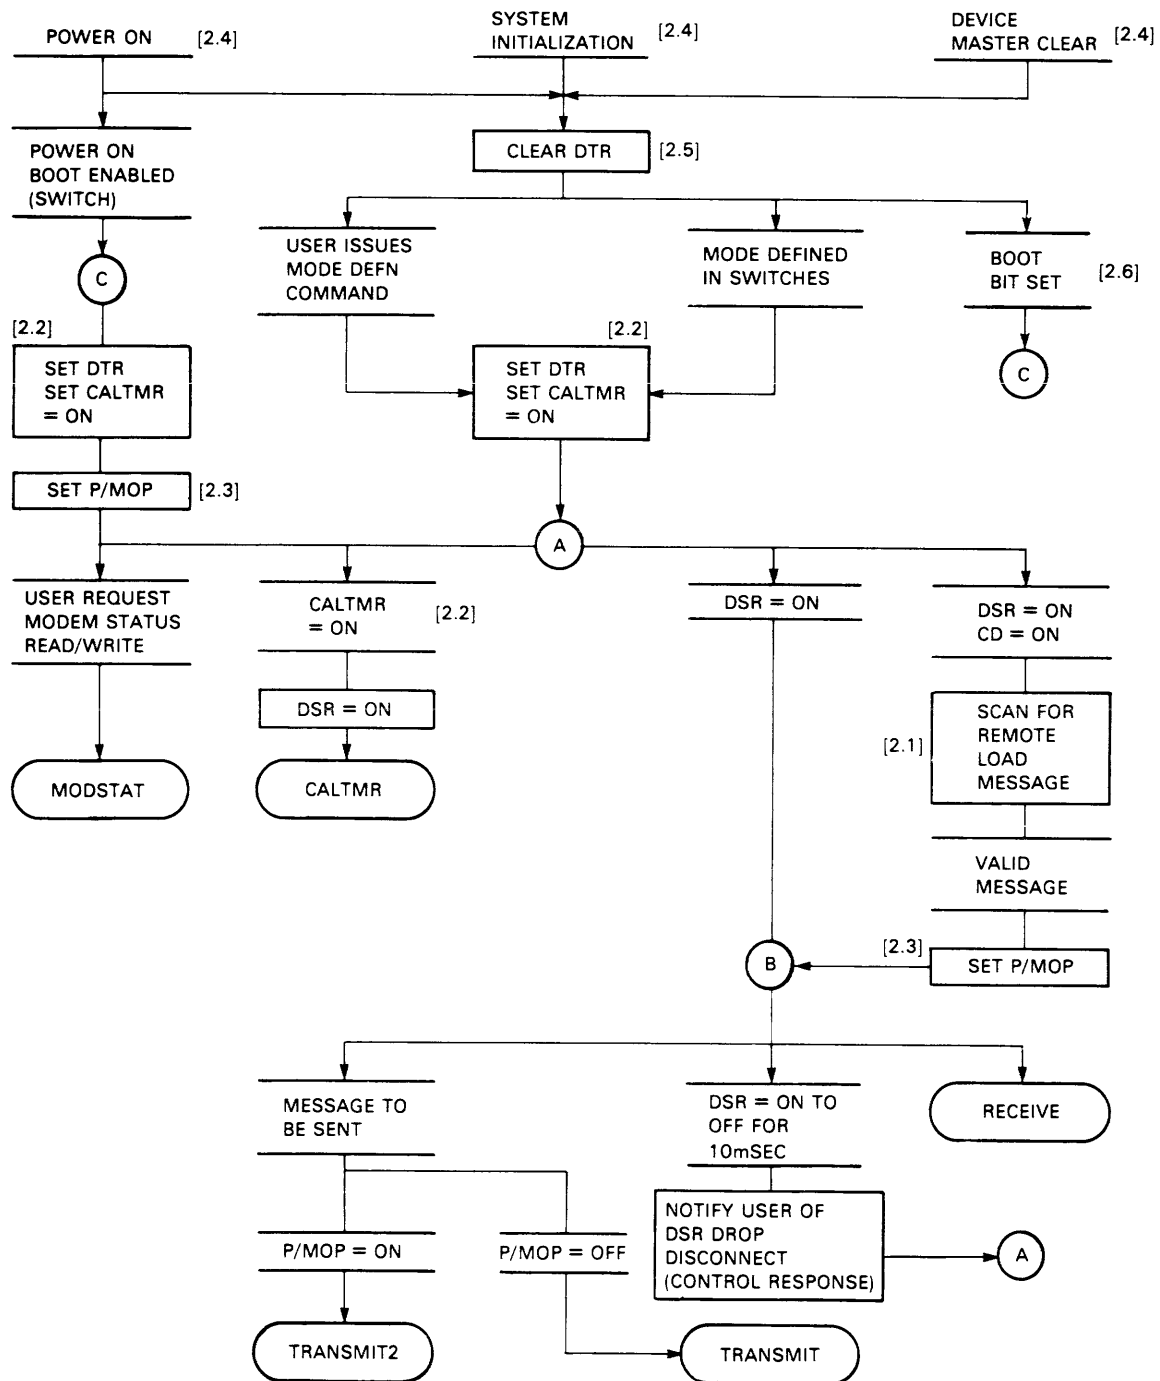 POWER ON [2.4]
SYSTEM
INITIALIZATION [2.4]
DEVICE
MASTER CLEAR [2.4]
POWER ON
BOOT ENABLED
(SWITCH)
CLEAR DTR [2.5]
USER ISSUES
MODE DEFN
COMMAND
MODE DEFINED
IN SWITCHES
BOOT
BIT SET
[2.6]
C
[2.2]
SET DTR
SET CALTMR
= ON
[2.2]
SET DTR
SET CALTMR
= ON
C
SET P/MOP [2.3]
A
USER REQUEST
MODEM STATUS
READ/WRITE
CALTMR
= ON
[2.2]
DSR = ON
DSR = ON
CD = ON
DSR = ON
[2.1]
SCAN FOR
REMOTE
LOAD
MESSAGE
MODSTAT
CALTMR
VALID
MESSAGE
B
[2.3]
SET P/MOP
MESSAGE TO
BE SENT
DSR = ON TO
OFF FOR
10mSEC
RECEIVE
P/MOP = ON
P/MOP = OFF
NOTIFY USER OF
DSR DROP
DISCONNECT
(CONTROL RESPONSE)
A
TRANSMIT2
TRANSMIT